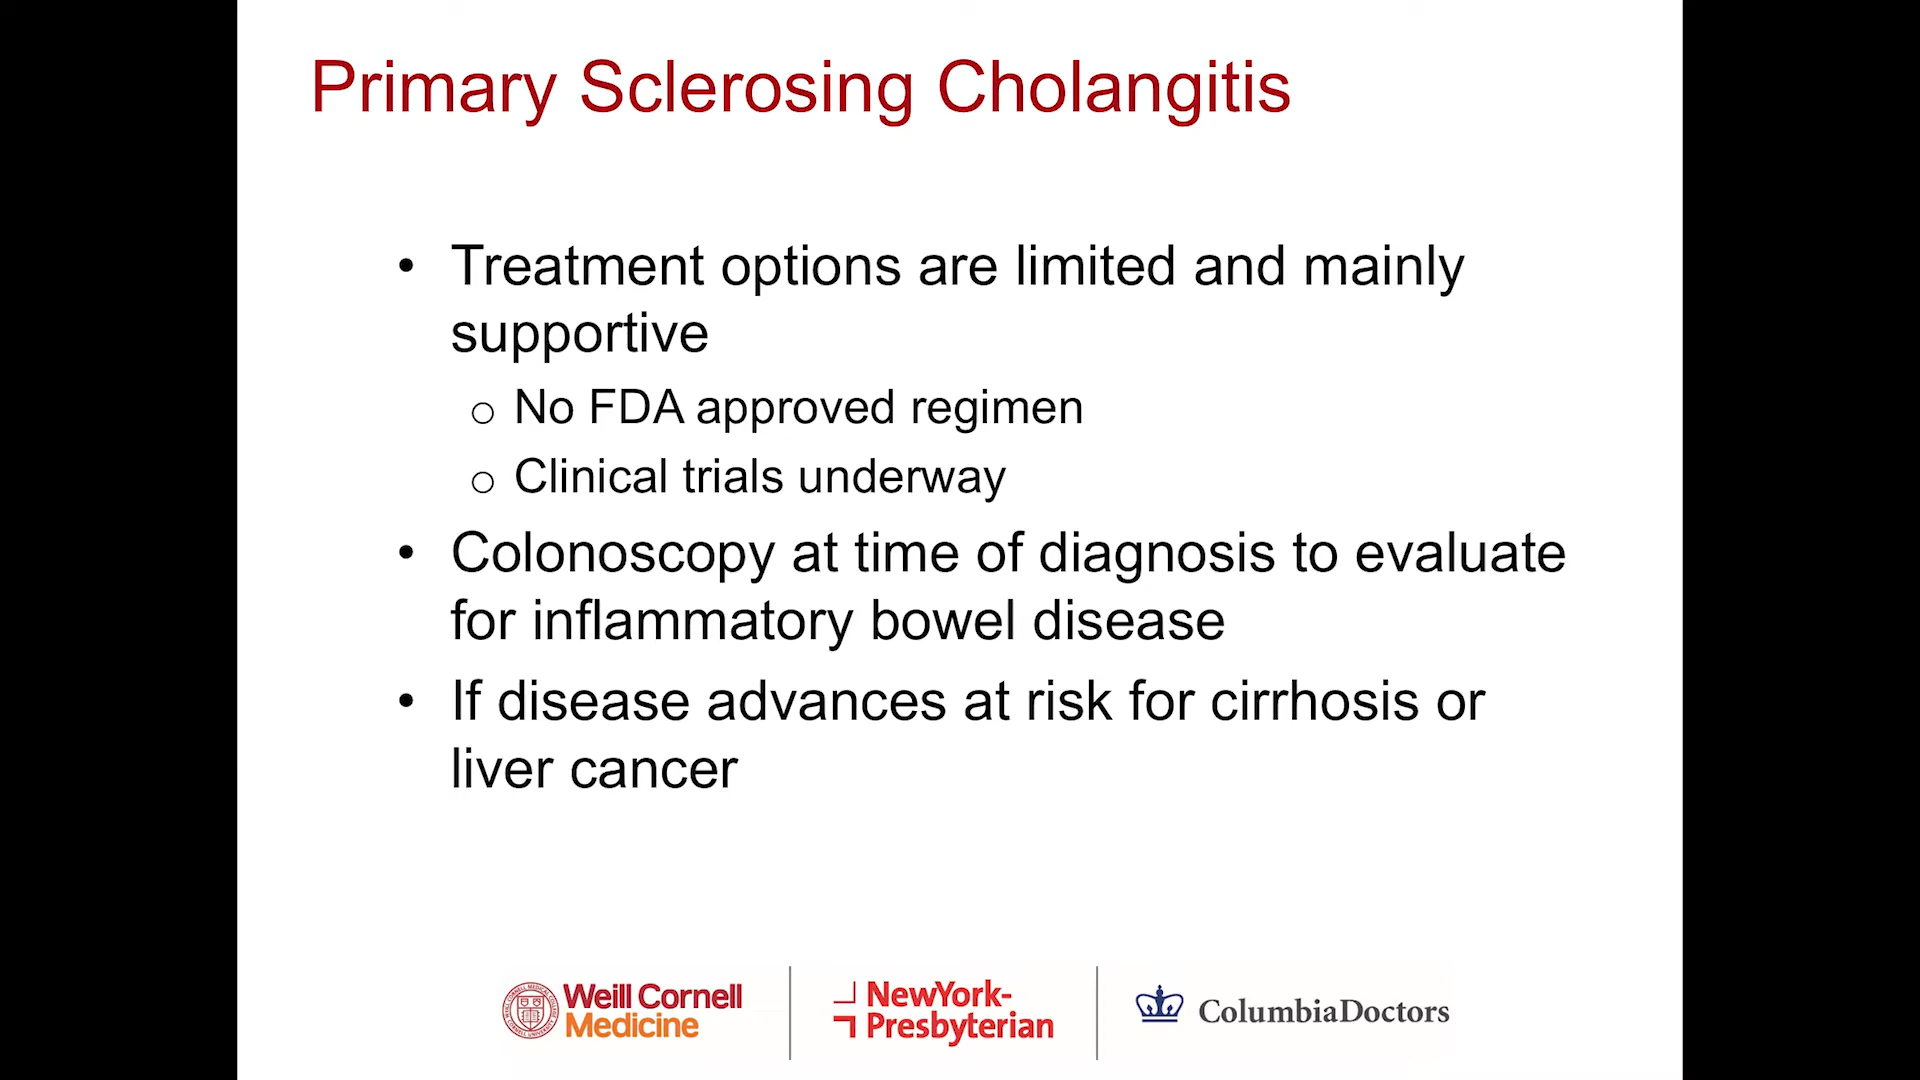 Primary Sclerosing Cholangitis
• Treatment options are limited and mainly
supportive
o No FDA approved regimen
o Clinical trials underway
• Colonoscopy at time of diagnosis to evaluate
for inflammatory bowel disease
• If disease advances at risk for cirrhosis or
liver cancer
Weill Cornell
Medicine
NewYork-
Presbyterian
ColumbiaDoctors